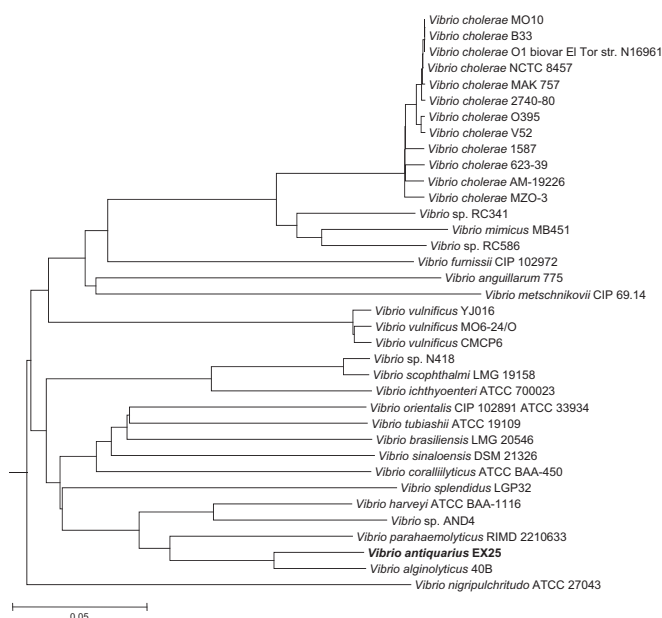 Vibrio cholerae MO10
Vibrio cholerae B33
Vibrio cholerae O1 biovar El Tor str. N16961
Vibrio cholerae NCTC 8457
Vibrio cholerae MAK 757
Vibrio cholerae 2740-80
Vibrio cholerae O395
Vibrio cholerae V52
Vibrio cholerae 1587
Vibrio cholerae 623-39
Vibrio cholerae AM-19226
Vibrio cholerae MZO-3
Vibrio sp. RC341
Vibrio mimicus MB451
Vibrio sp. RC586
Vibrio furnissii CIP 102972
Vibrio anguillarum 775
Vibrio metschnikovii CIP 69.14
Vibrio vulnificus YJ016
Vibrio vulnificus MO6-24/O
Vibrio vulnificus CMCP6
Vibrio sp. N418
Vibrio scophthalmi LMG 19158
Vibrio ichthyoenteri ATCC 700023
Vibrio orientalis CIP 102891 ATCC 33934
Vibrio tubiashii ATCC 19109
Vibrio brasiliensis LMG 20546
Vibrio sinaloensis DSM 21326
Vibrio coralliilyticus ATCC BAA-450
Vibrio splendidus LGP32
Vibrio harveyi ATCC BAA-1116
Vibrio sp. AND4
Vibrio parahaemolyticus RIMD 2210633
Vibrio antiquarius EX25
Vibrio alginolyticus 40B
Vibrio nigripulchritudo ATCC 27043
0.05